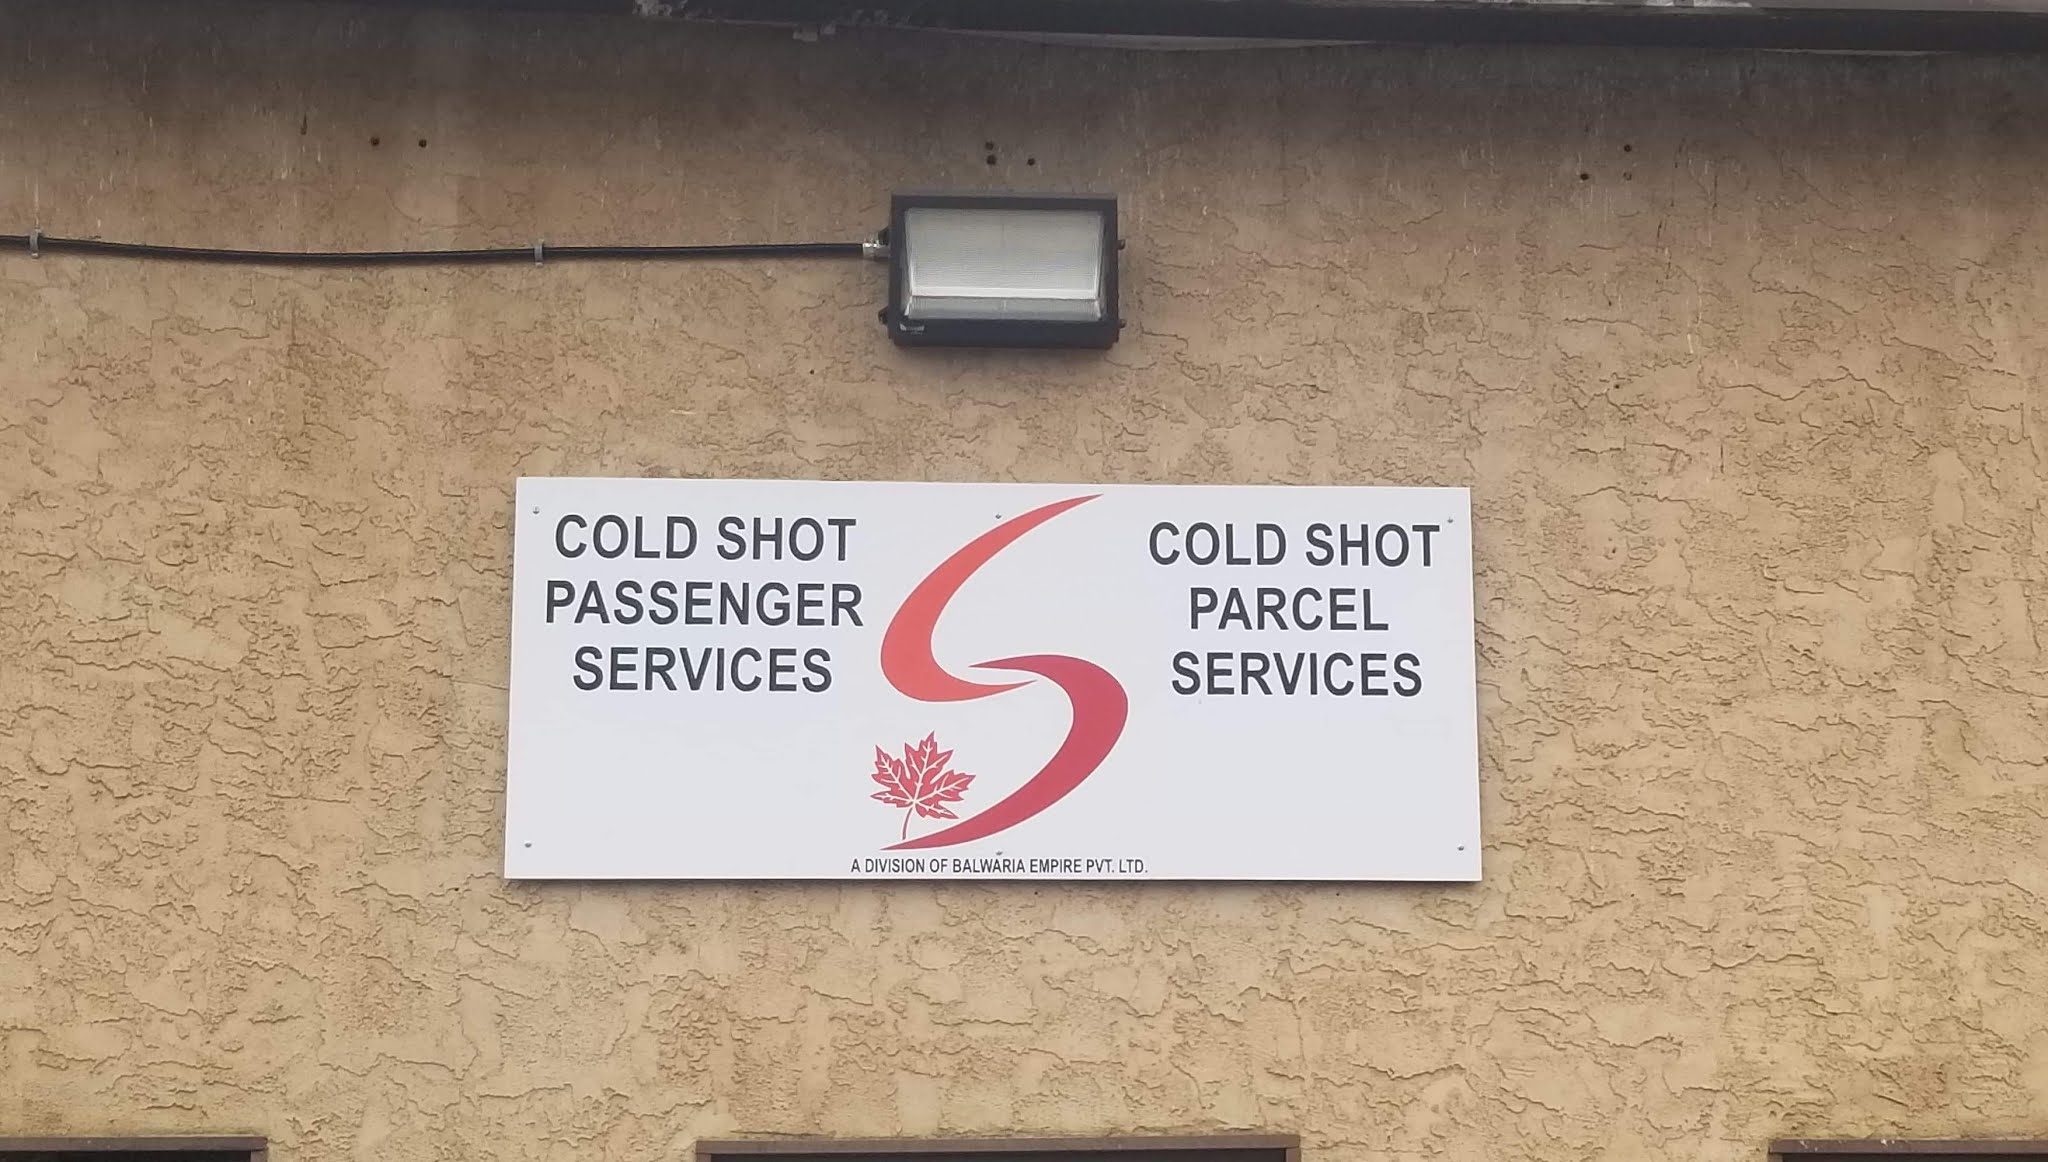 COLD SHOT
PASSENGER
SERVICES
COLD SHOT
PARCEL
SERVICES
A DIVISION OF BALWARIA EMPIRE PVT. LTD.